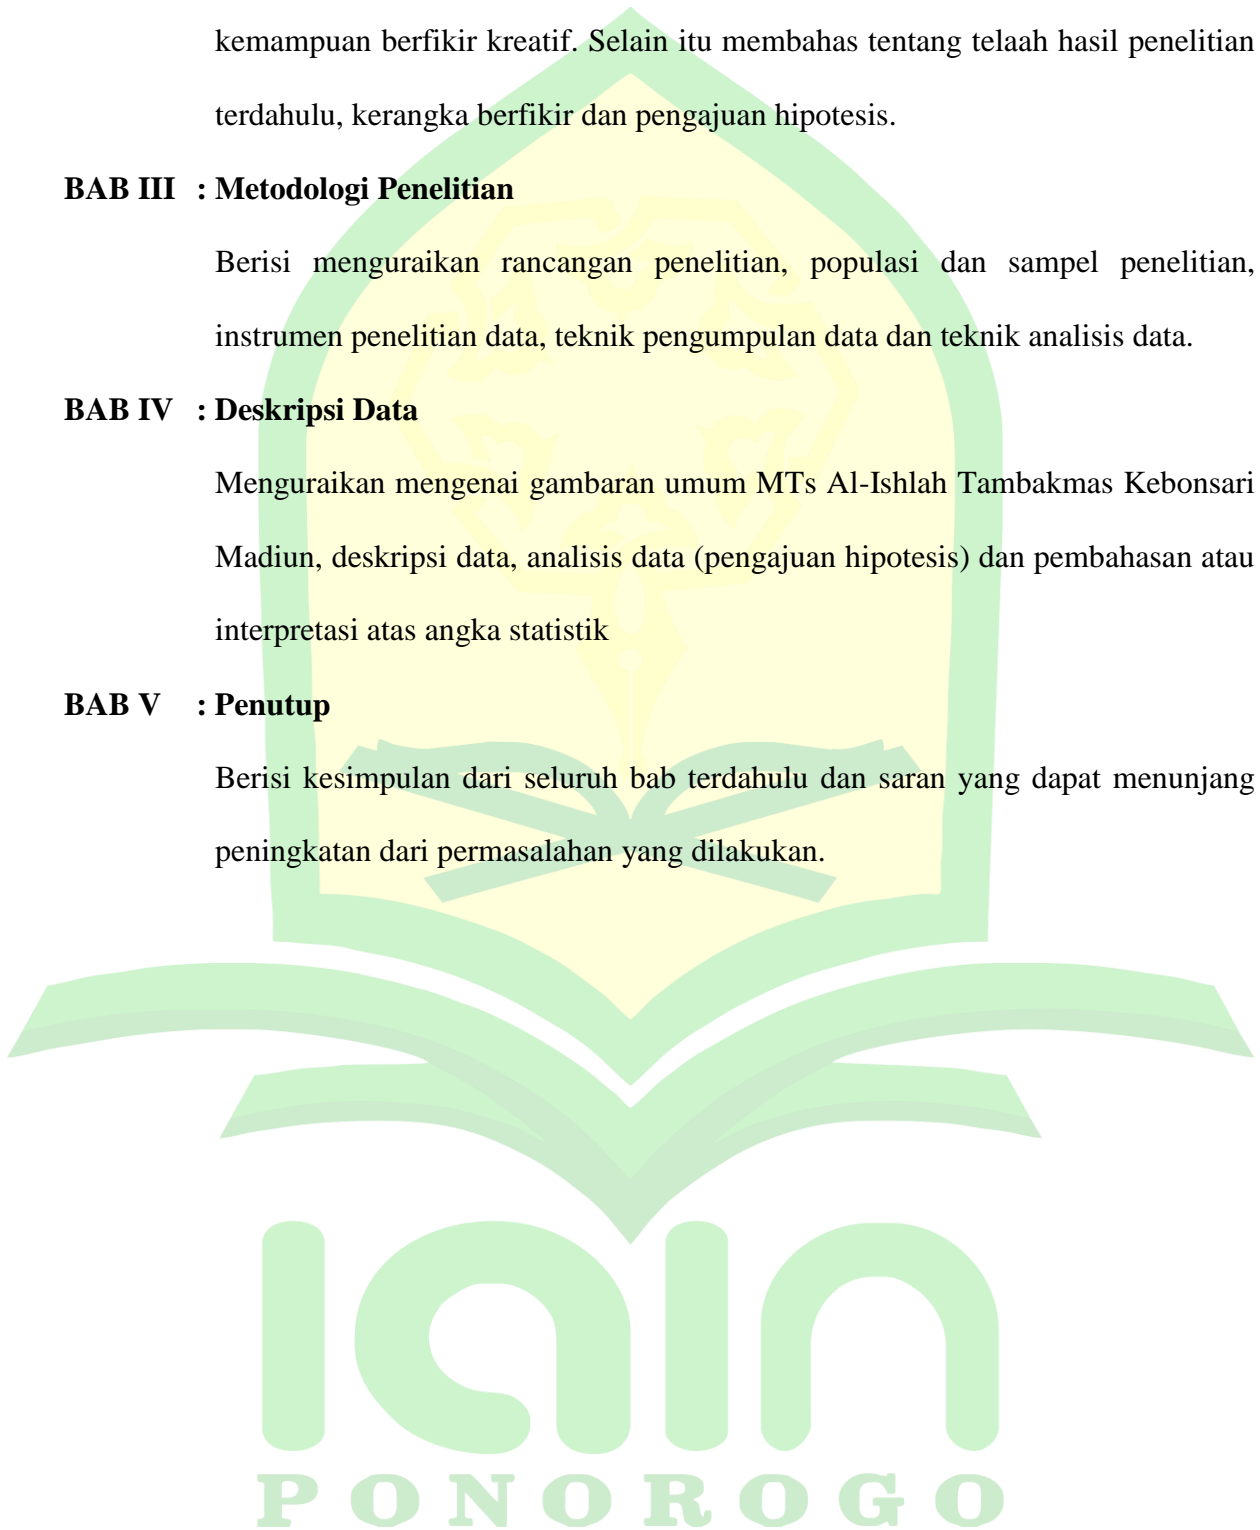 kemampuan berfikir kreatif. Selain itu membahas tentang telaah hasil penelitian
terdahulu, kerangka berfikir dan pengajuan hipotesis.
BAB III : Metodologi Penelitian
Berisi menguraikan rancangan penelitian, populasi dan sampel penelitian,
instrumen penelitian data, teknik pengumpulan data dan teknik analisis data.
BAB IV : Deskripsi Data
Menguraikan mengenai gambaran umum MTs Al-Ishlah Tambakmas Kebonsari
Madiun, deskripsi data, analisis data (pengajuan hipotesis) dan pembahasan atau
interpretasi atas angka statistik
BAB V : Penutup
Berisi kesimpulan dari seluruh bab terdahulu dan saran yang dapat menunjang
peningkatan dari permasalahan yang dilakukan.
iain
PONOROGO